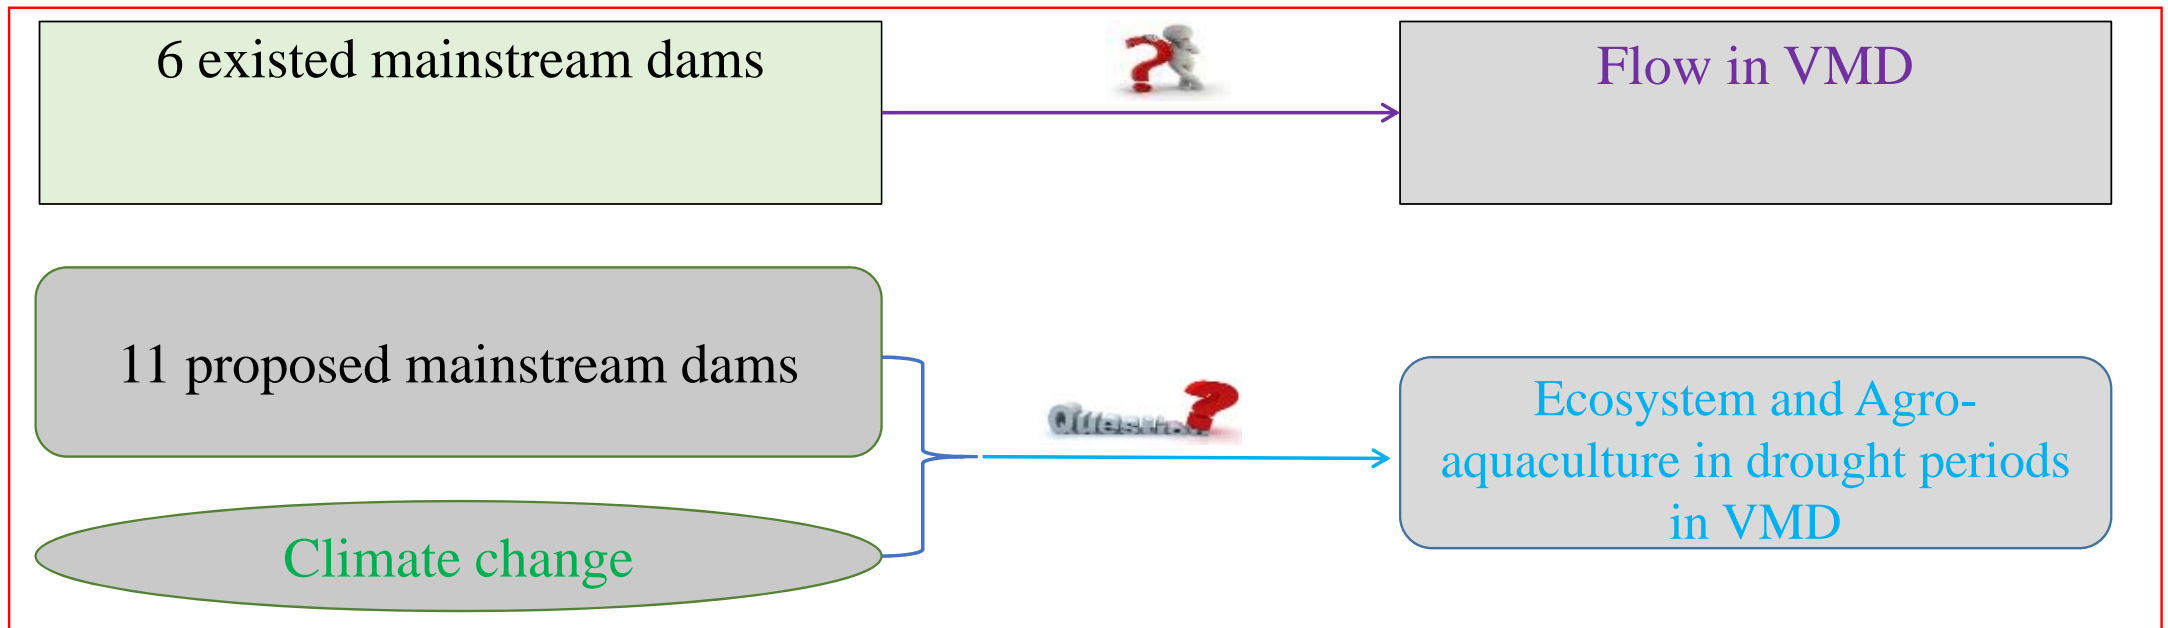 6 existed mainstream dams
Flow in VMD
11 proposed mainstream dams
Question
Ecosystem and Agro-
aquaculture in drought periods
in VMD
Climate change